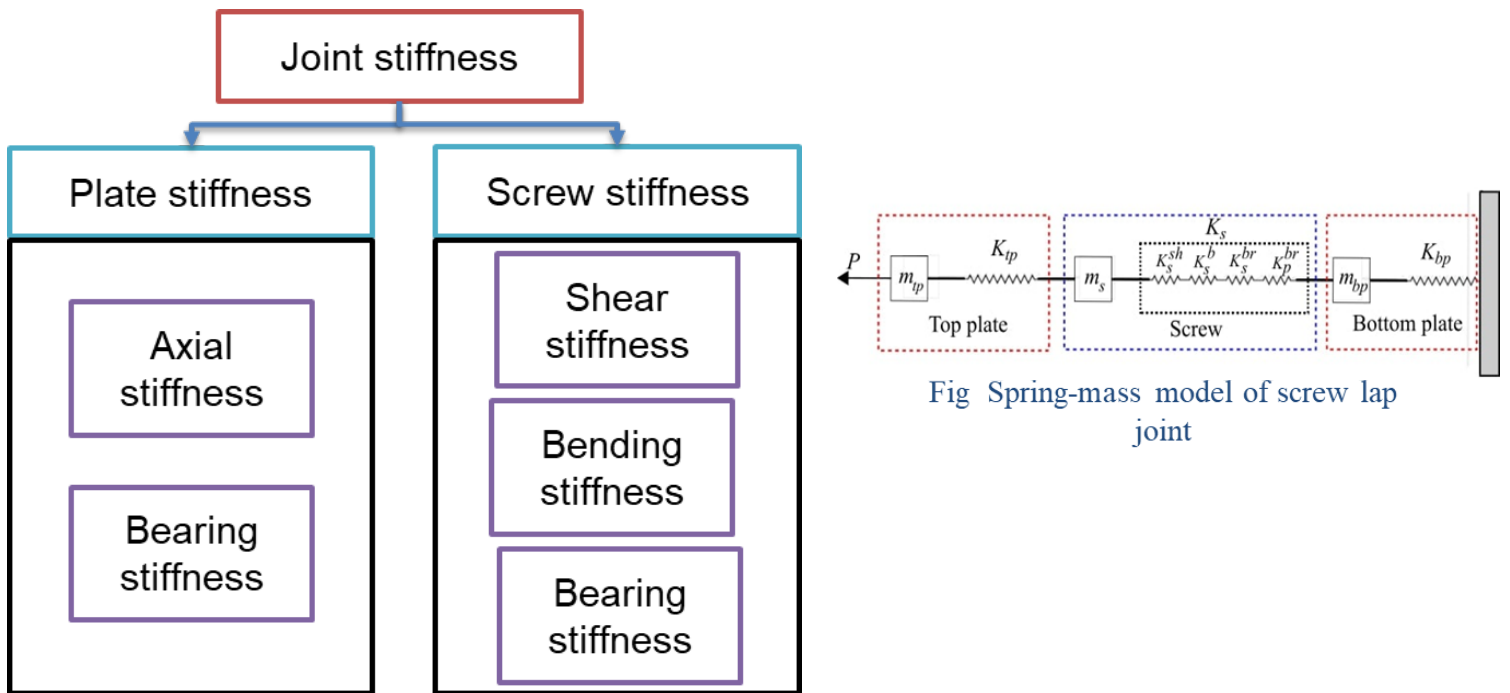 Joint stiffness
Plate stiffness
Axial
stiffness
Bearing
stiffness
Screw stiffness
Shear
stiffness
Bending
stiffness
Bearing
stiffness
P
m_tp
K_tp
Top plate
m_s
K_s
K_s^sh K_s^b K_s^br K_p^br
Screw
m_bp
K_bp
Bottom plate
Fig Spring-mass model of screw lap
joint